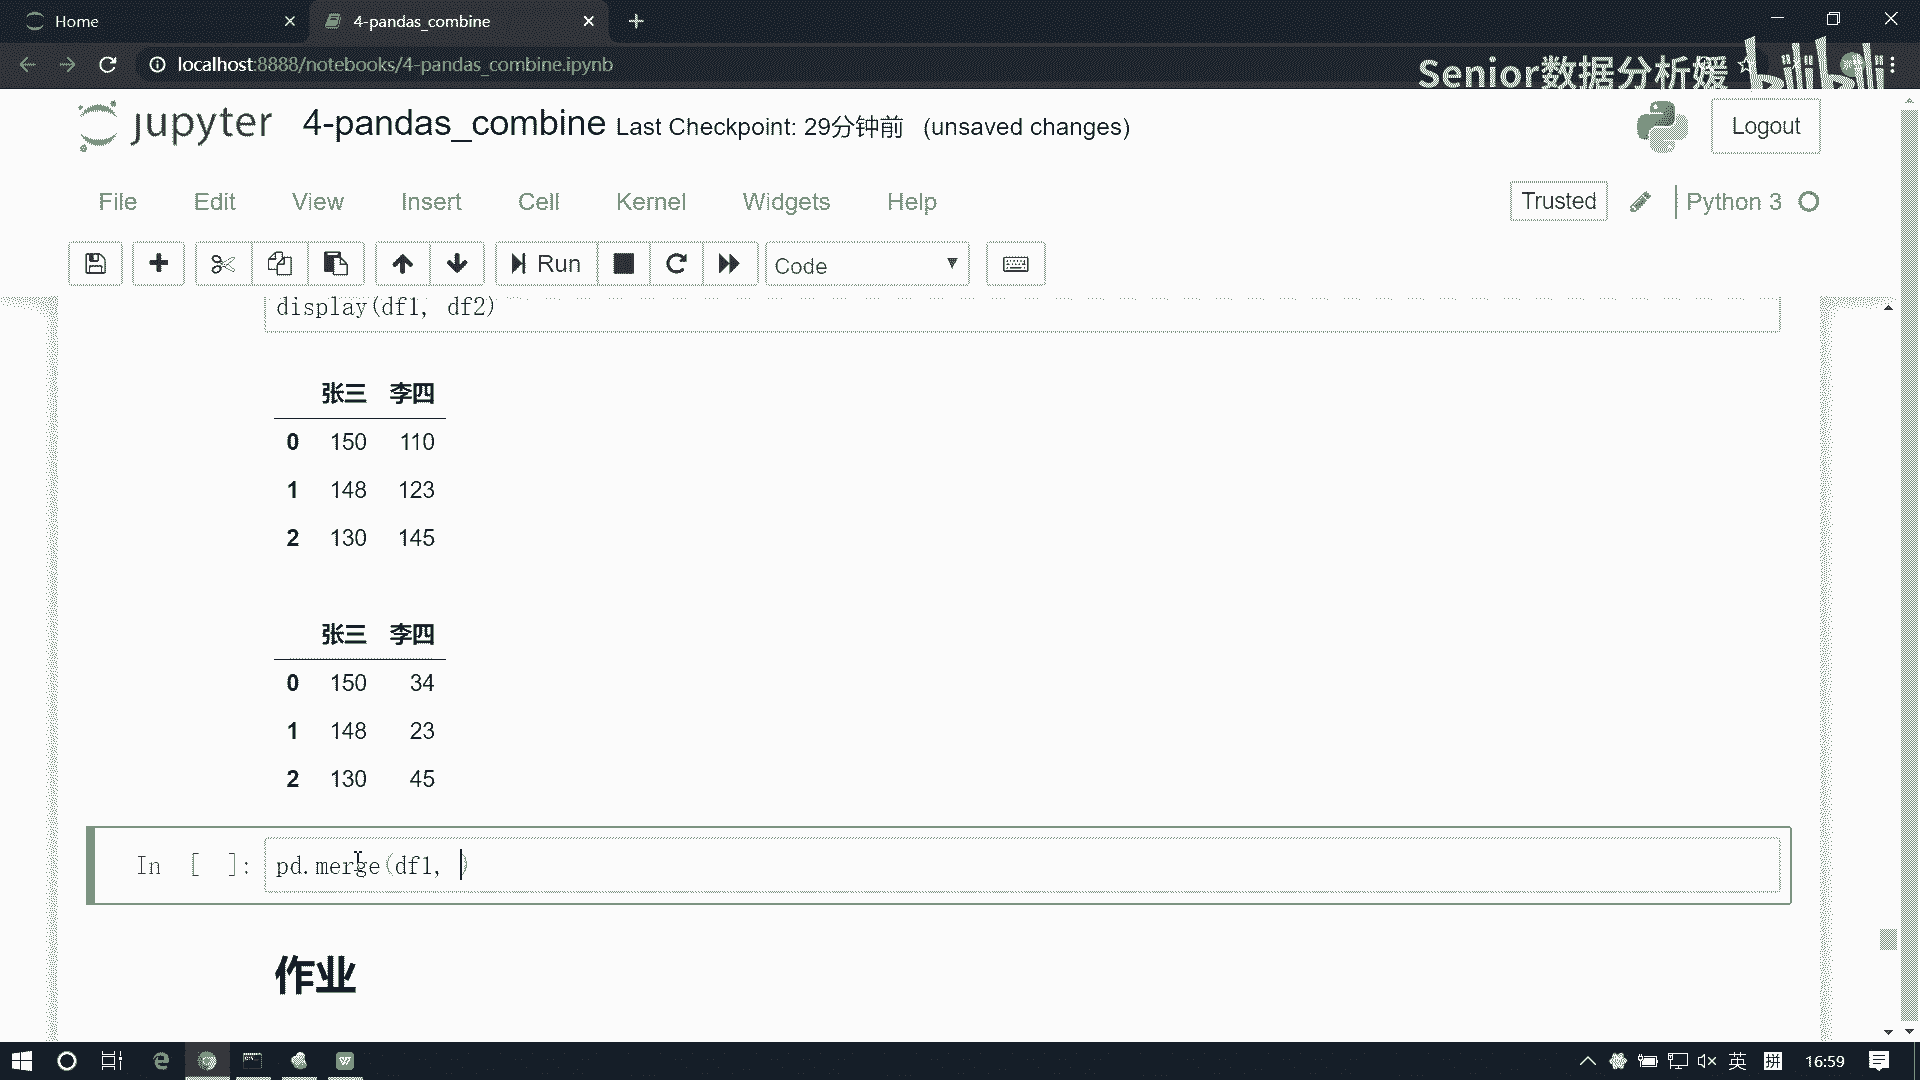 Home
4-pandas_combine
localhost:8888/notebooks/4-pandas_combine.ipynb
Senior数据分析媛 bilibili
jupyter 4-pandas_combine Last Checkpoint: 29分钟前 (unsaved changes)
Logout
File Edit View Insert Cell Kernel Widgets Help
Trusted
Python 3
Run
Code
display(df1, df2)
张三 李四
0 150 110
1 148 123
2 130 145
张三 李四
0 150 34
1 148 23
2 130 45
In [ ]: pd.merge(df1, )
作业
英 拼 16:59